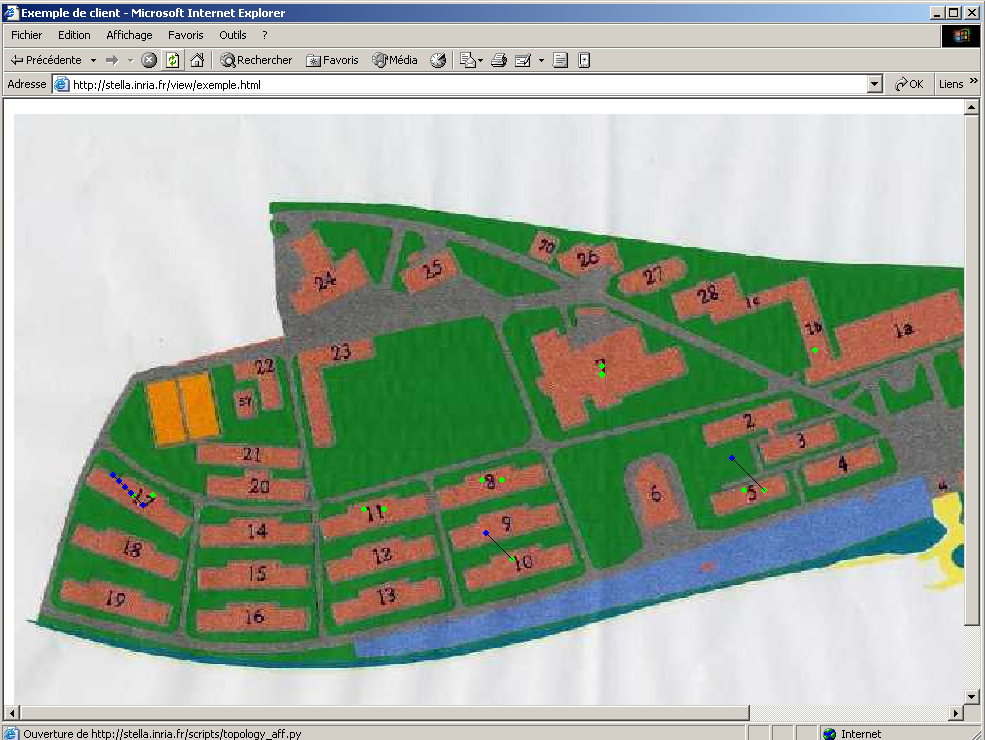 Exemple de client - Microsoft Internet Explorer
Fichier Edition Affichage Favoris Outils ?
Précédente Rechercher Favoris Média
Adresse http://stella.inria.fr/view/exemple.html OK Liens »
24 25 26 27 28 1c 1b 1a
22 23 7
21 20 2 3 4
17 11 8 5 6
18 14 12 9
19 15 13 10
16
Ouverture de http://stella.inria.fr/scripts/topology_aff.py Internet